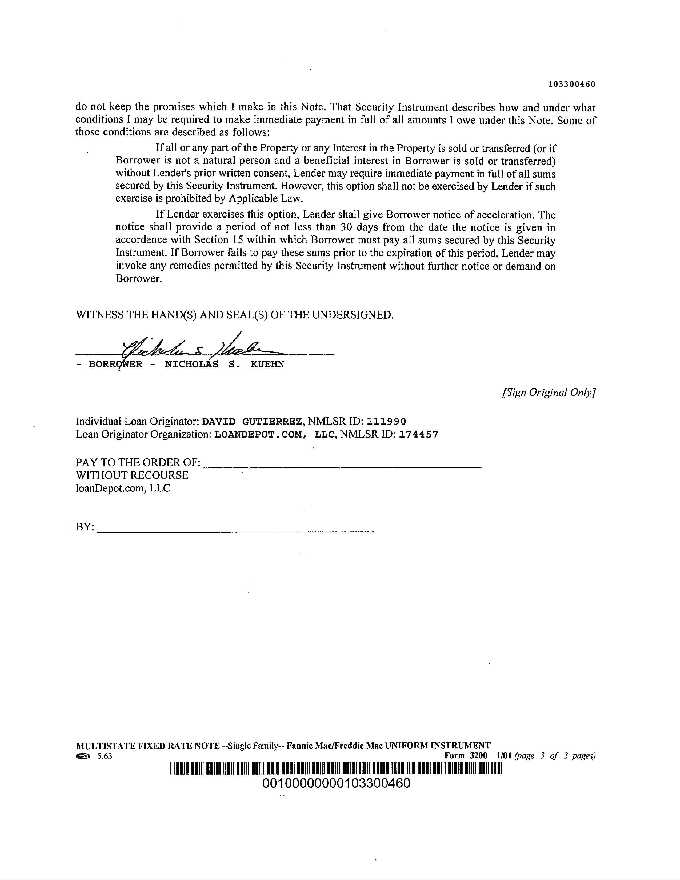 103300460
do not keep the promises which I make in this Note. That Security Instrument describes how and under what
conditions I may be required to make immediate payment in full of all amounts I owe under this Note. Some of
those conditions are described as follows:
If all or any part of the Property or any Interest in the Property is sold or transferred (or if
Borrower is not a natural person and a beneficial interest in Borrower is sold or transferred)
without Lender's prior written consent, Lender may require immediate payment in full of all sums
secured by this Security Instrument. However, this option shall not be exercised by Lender if such
exercise is prohibited by Applicable Law.
If Lender exercises this option, Lender shall give Borrower notice of acceleration. The
notice shall provide a period of not less than 30 days from the date the notice is given in
accordance with Section 15 within which Borrower must pay all sums secured by this Security
Instrument. If Borrower fails to pay these sums prior to the expiration of this period, Lender may
invoke any remedies permitted by this Security Instrument without further notice or demand on
Borrower.
WITNESS THE HAND(S) AND SEAL(S) OF THE UNDERSIGNED.
- BORROWER - NICHOLAS S. KUEHN
[Sign Original Only]
Individual Loan Originator: DAVID GUTIERREZ, NMLSR ID: 111990
Loan Originator Organization: LOANDEPOT.COM, LLC, NMLSR ID: 174457
PAY TO THE ORDER OF:
WITHOUT RECOURSE
loanDepot.com, LLC
BY:
MULTISTATE FIXED RATE NOTE --Single Family-- Fannie Mae/Freddie Mac UNIFORM INSTRUMENT
5.63 Form 3200 1/01 (page 3 of 3 pages)
00100000000103300460